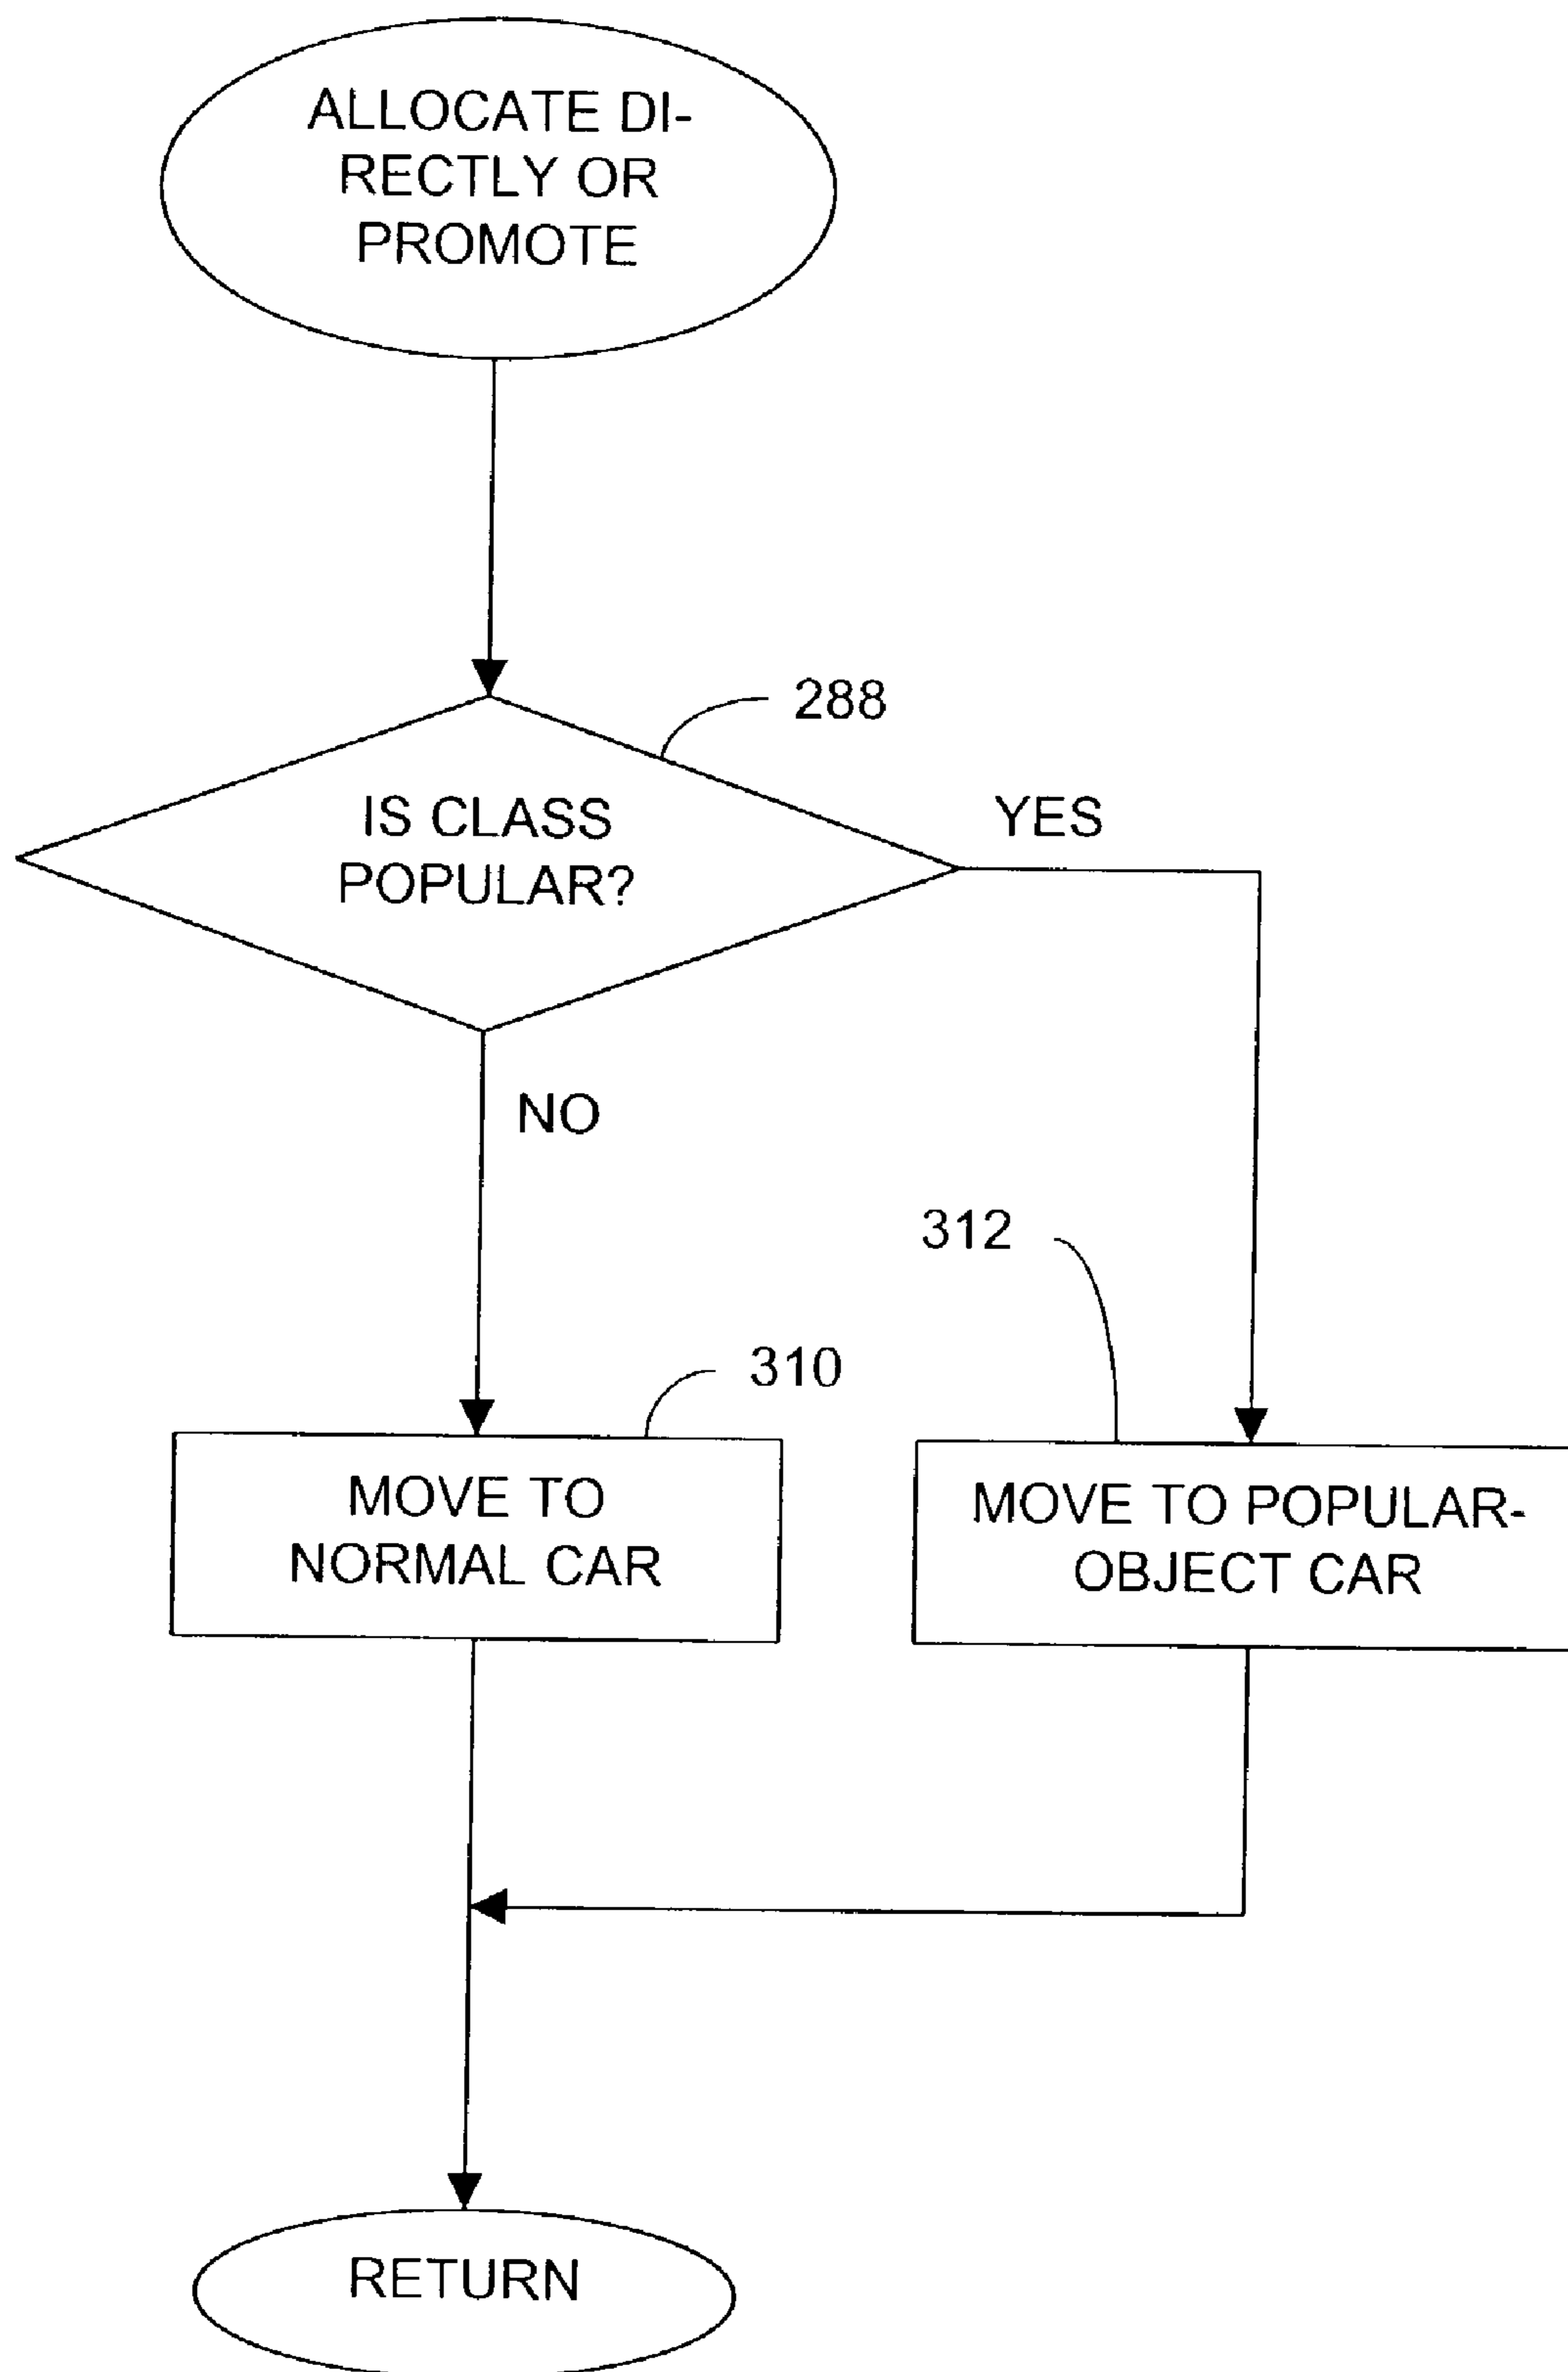 ALLOCATE DI-
RECTLY OR
PROMOTE
288
IS CLASS
POPULAR?
YES
NO
312
310
MOVE TO
NORMAL CAR
MOVE TO POPULAR-
OBJECT CAR
RETURN